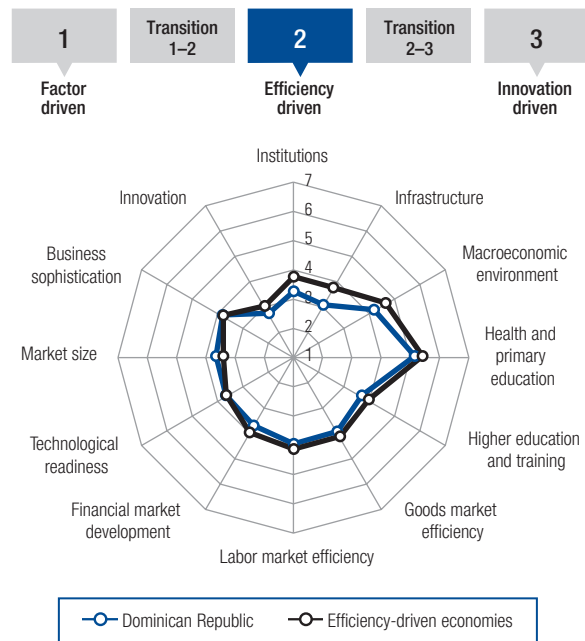 1
Transition
1–2
2
Transition
2–3
3
Factor
driven
Efficiency
driven
Innovation
driven
Institutions
7
Innovation
Infrastructure
6
5
Business
sophistication
Macroeconomic
environment
4
3
2
Market size
1
Health and
primary
education
Technological
readiness
Higher education
and training
Financial market
development
Goods market
efficiency
Labor market efficiency
Dominican Republic
Efficiency-driven economies